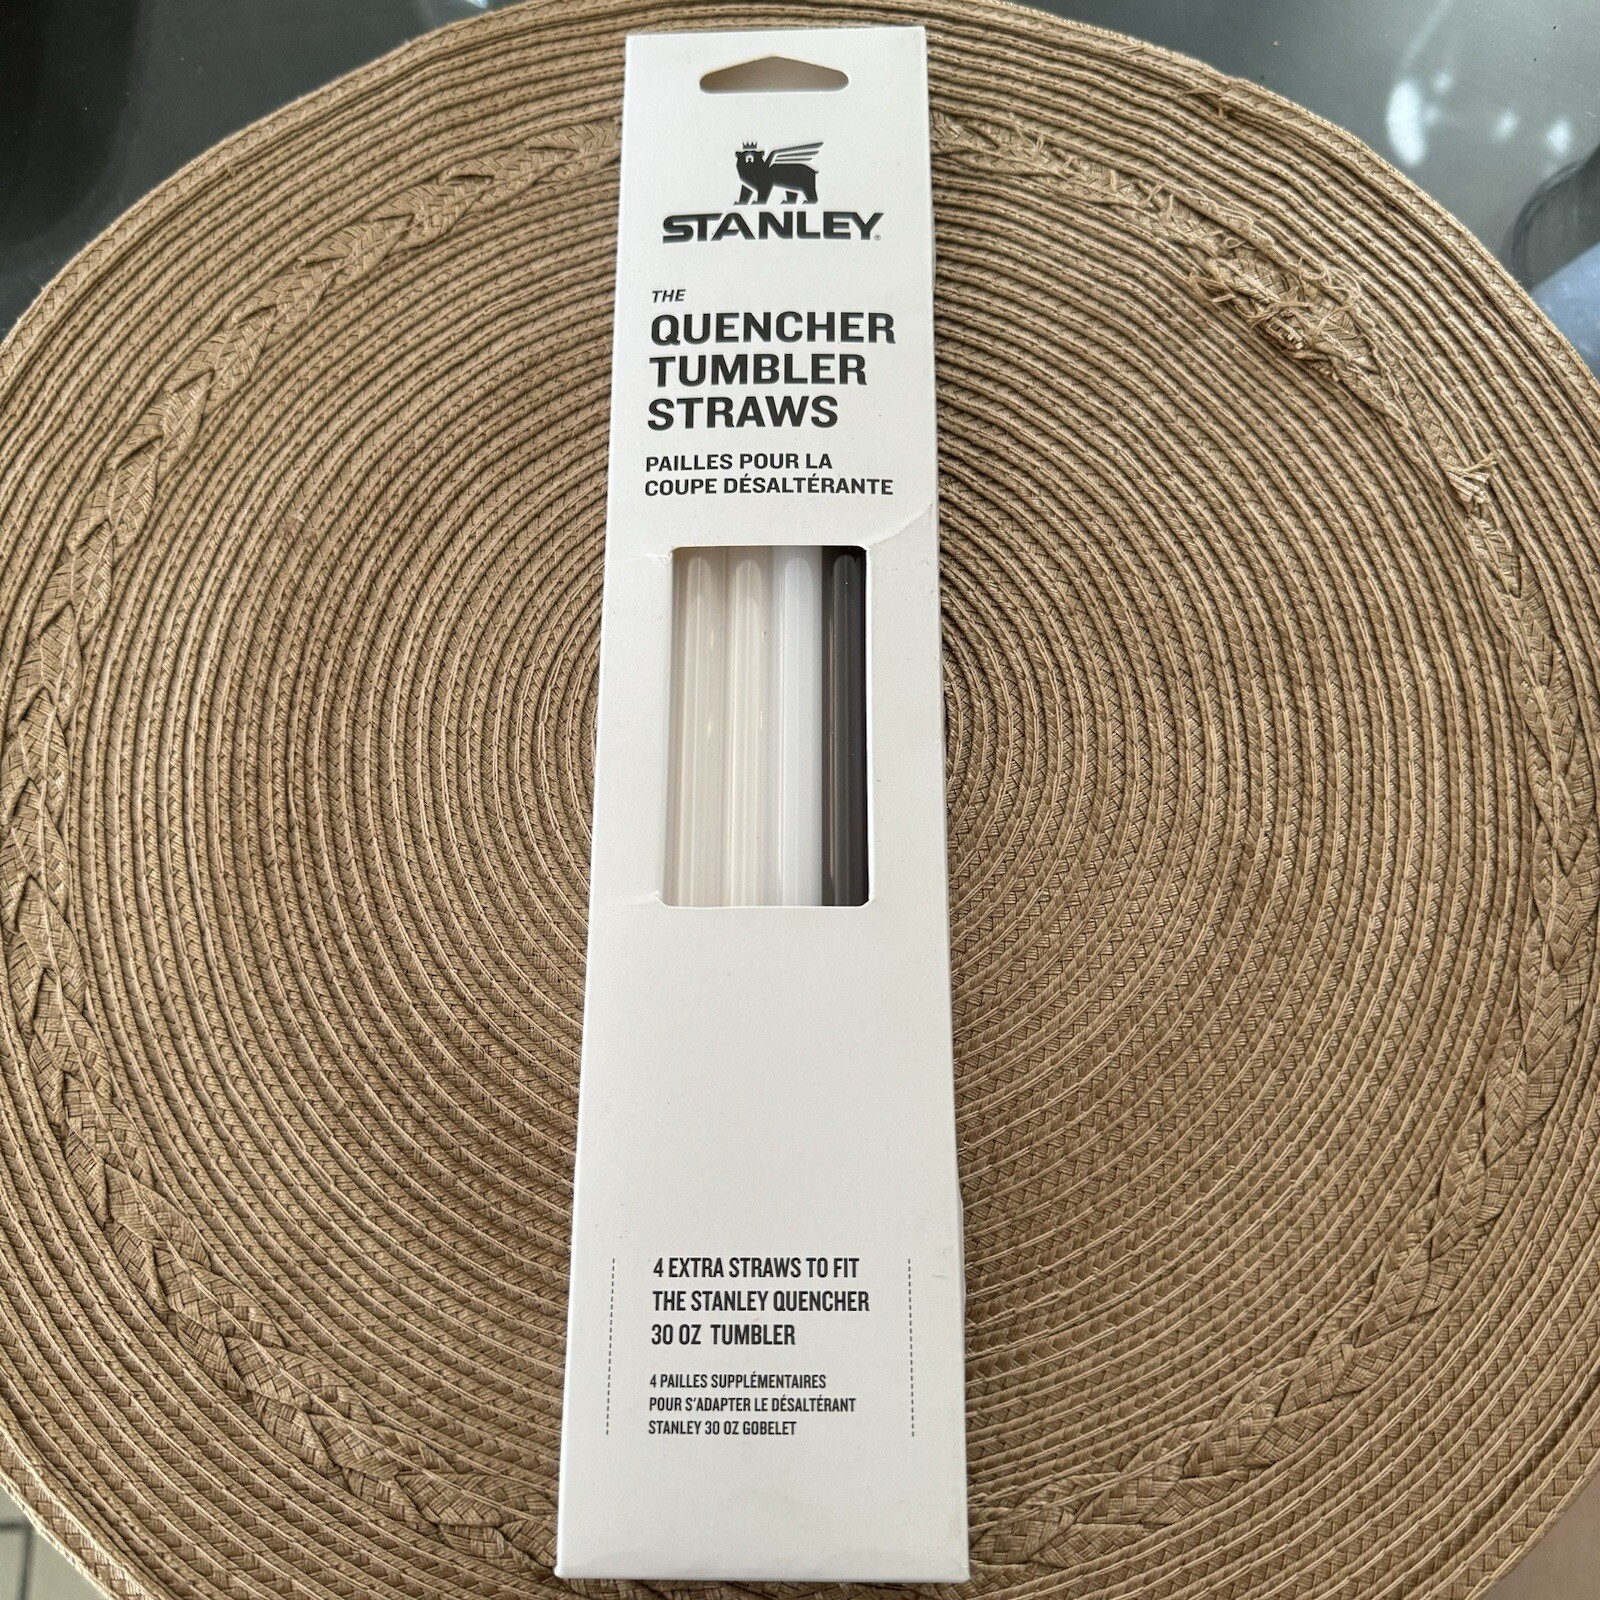 STANLEY®
THE
QUENCHER
TUMBLER
STRAWS
PAILLES POUR LA
COUPE DÉSALTÉRANTE
4 EXTRA STRAWS TO FIT
THE STANLEY QUENCHER
30 OZ TUMBLER
4 PAILLES SUPPLÉMENTAIRES
POUR S'ADAPTER LE DÉSALTÉRANT
STANLEY 30 OZ GOBELET